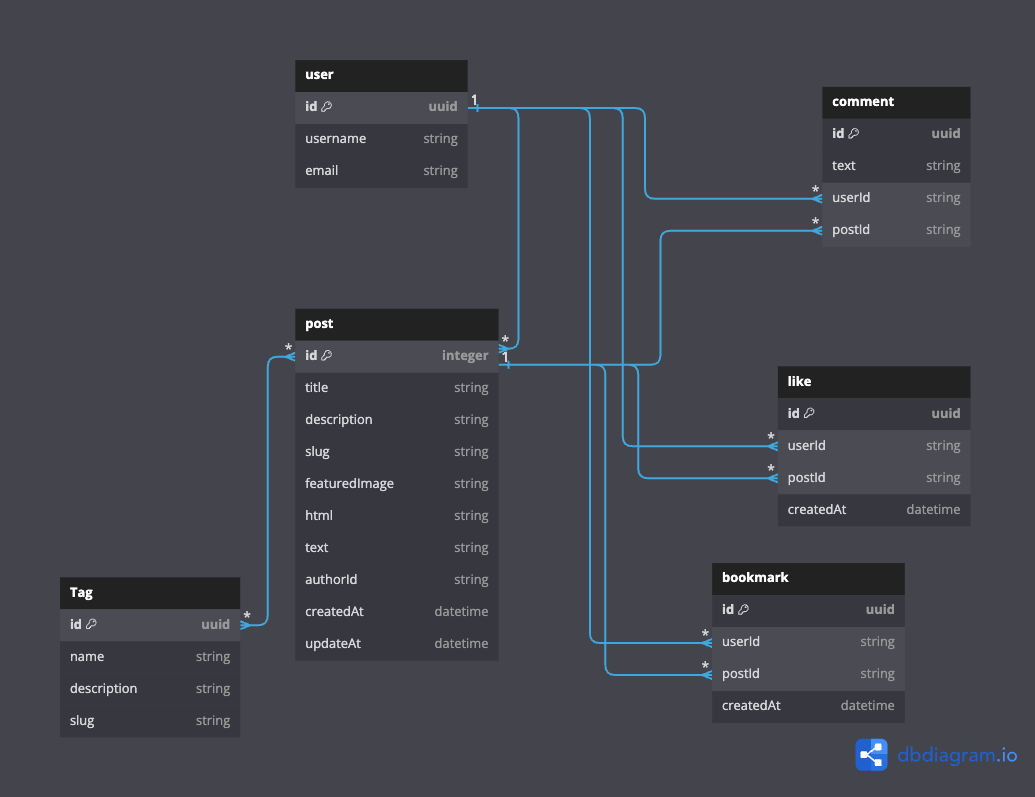 user
id uuid
username string
email string
1
comment
id uuid
text string
* userId string
* postId string
post
* id integer
*
1
title string
description string
slug string
featuredImage string
html string
text string
authorId string
createdAt datetime
updateAt datetime
like
id uuid
* userId string
* postId string
createdAt datetime
Tag
id uuid *
name string
description string
slug string
bookmark
id uuid
* userId string
* postId string
createdAt datetime
dbdiagram.io